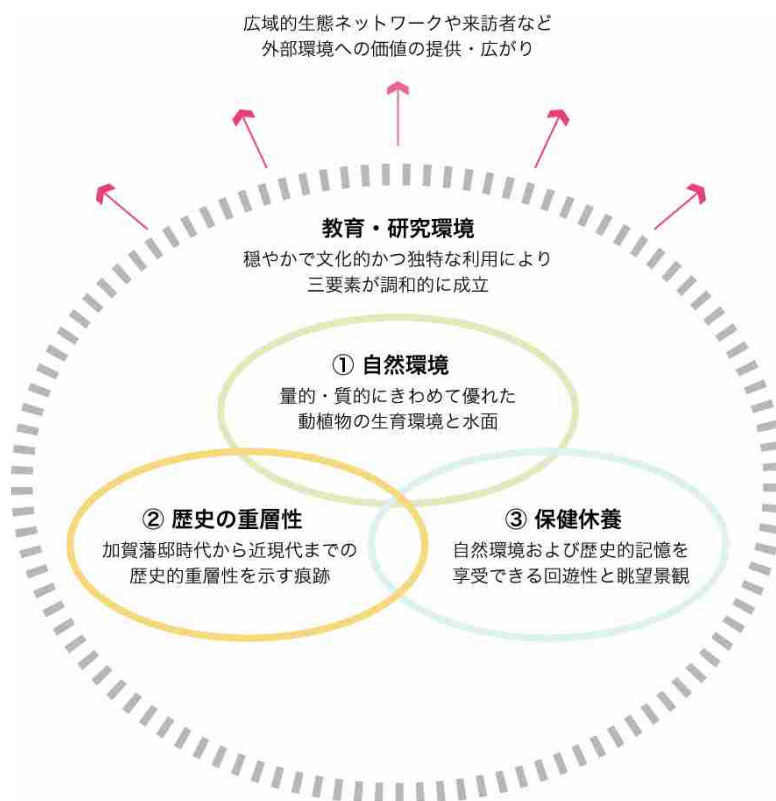 広域的生態ネットワークや来訪者など
外部環境への価値の提供・広がり
教育・研究環境
穏やかで文化的かつ独特な利用により
三要素が調和的に成立
① 自然環境
量的・質的にきわめて優れた
動植物の生育環境と水面
② 歴史の重層性
加賀藩邸時代から近現代までの
歴史的重層性を示す痕跡
③ 保健休養
自然環境および歴史的記憶を
享受できる回遊性と眺望景観